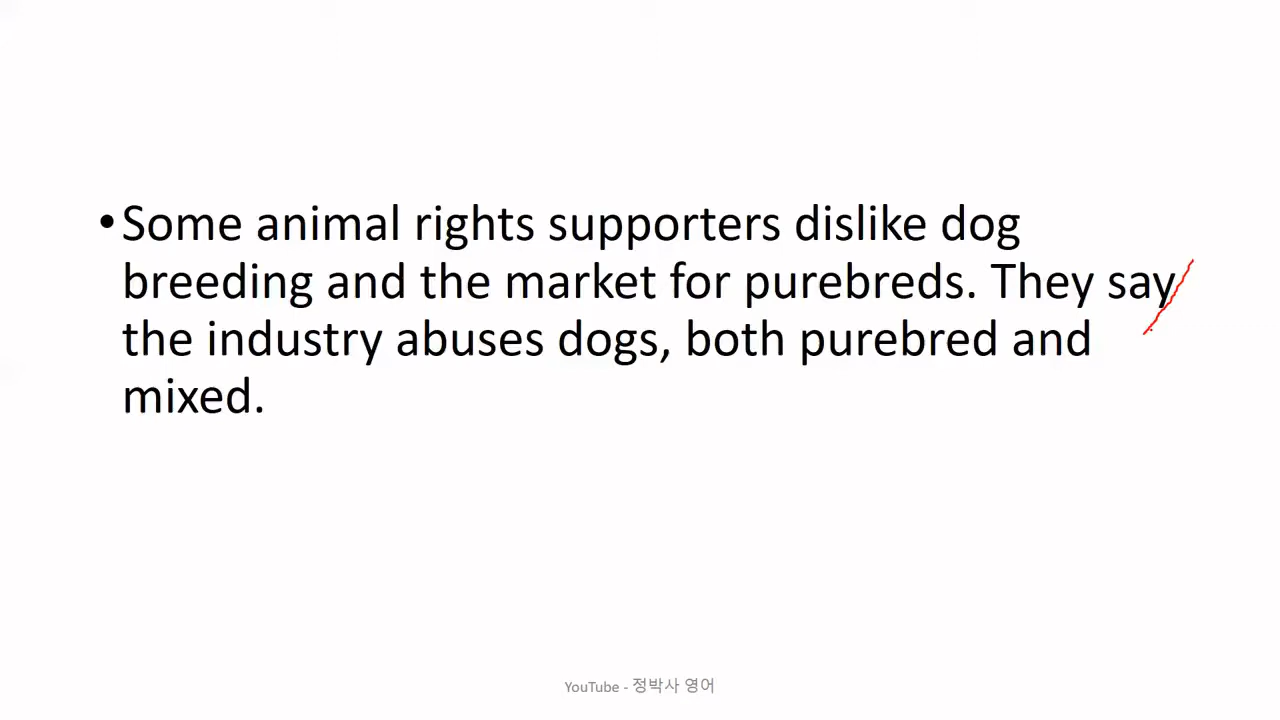 •Some animal rights supporters dislike dog
breeding and the market for purebreds. They say
the industry abuses dogs, both purebred and
mixed.
YouTube - 정박사 영어